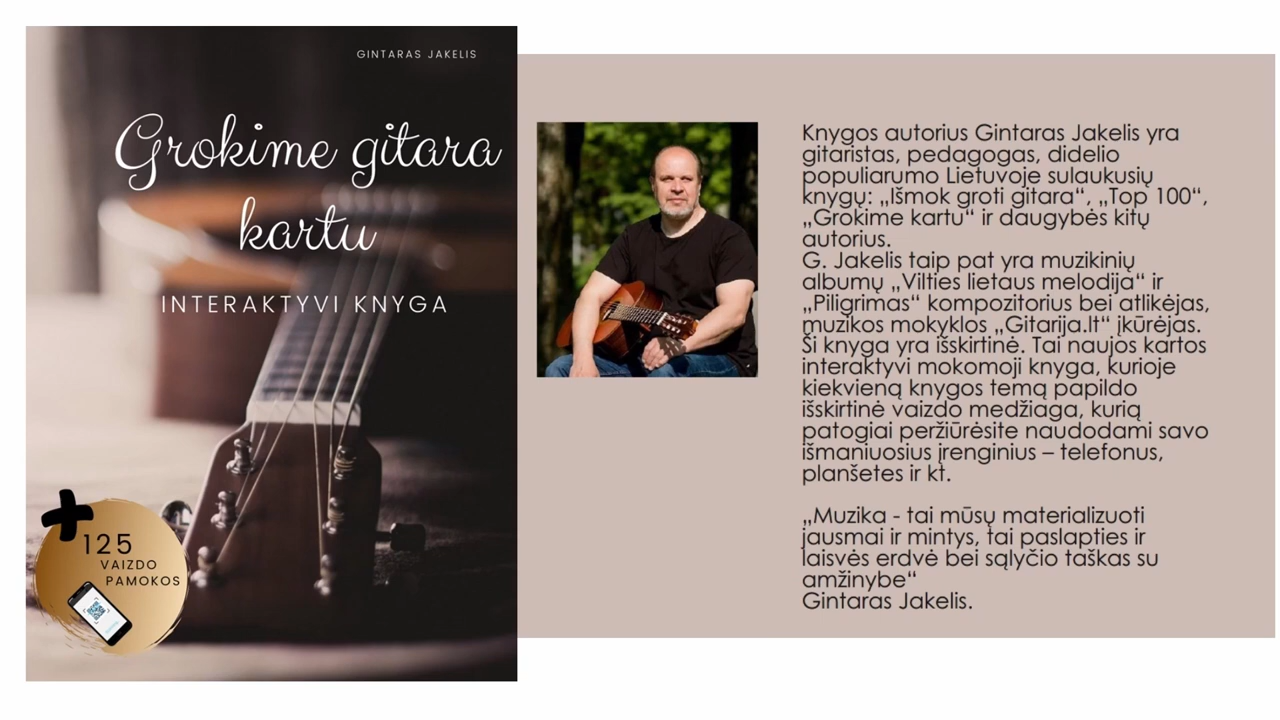 GINTARAS JAKELIS
Grokime gitara
kartu
INTERAKTYVI KNYGA
125
VAIZDO
PAMOKOS
Knygos autorius Gintaras Jakelis yra
gitaristas, pedagogas, didelio
populiarumo Lietuvoje sulaukusių
knygų: „Išmok groti gitara“, „Top 100“,
„Grokime kartu“ ir daugybės kitų
autorius.
G. Jakelis taip pat yra muzikinių
albumų „Vilties lietaus melodija“ ir
„Piligrimas“ kompozitorius bei atlikėjas,
muzikos mokyklos „Gitarija.lt“ įkūrėjas.
Ši knyga yra išskirtinė. Tai naujos kartos
interaktyvi mokomoji knyga, kurioje
kiekvieną knygos temą papildo
išskirtinė vaizdo medžiaga, kurią
patogiai peržiūrėsite naudodami savo
išmaniuosius įrenginius – telefonus,
planšetes ir kt.
„Muzika - tai mūsų materializuoti
jausmai ir mintys, tai paslapties ir
laisvės erdvė bei sąlyčio taškas su
amžinybe“
Gintaras Jakelis.